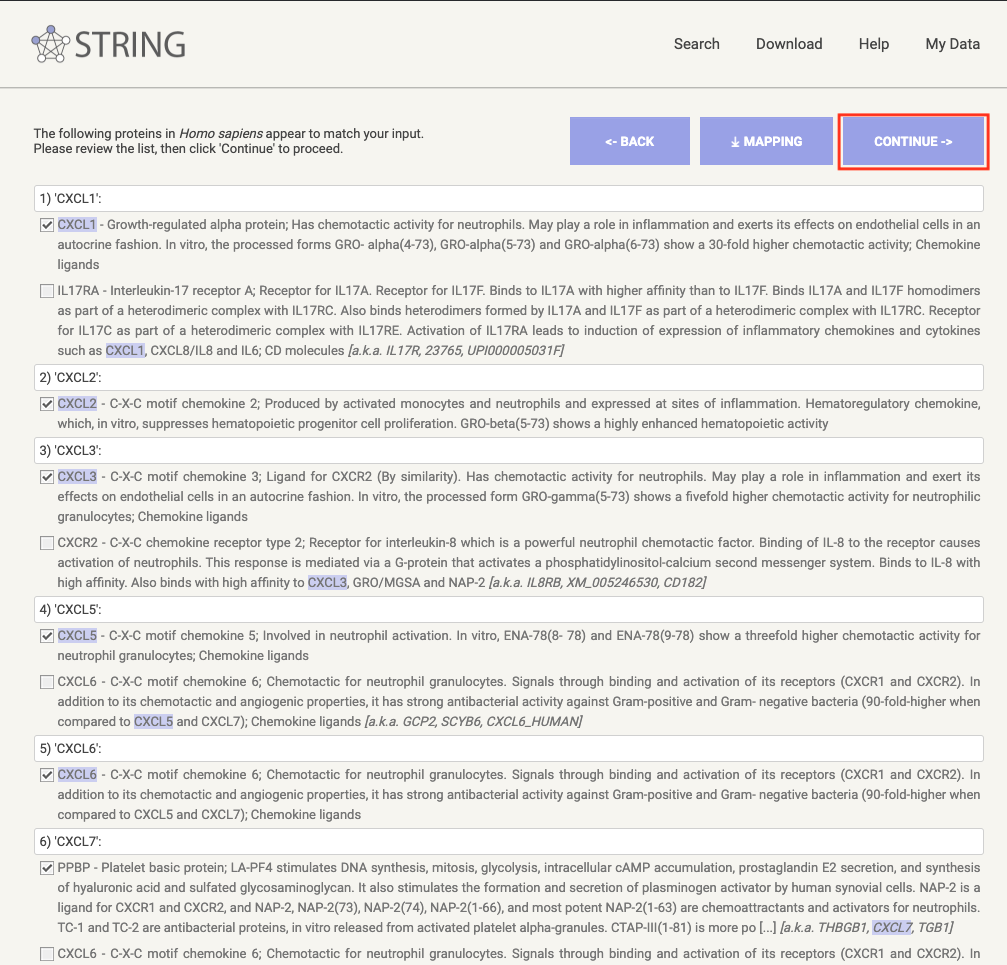 STRING
Search Download Help My Data
The following proteins in Homo sapiens appear to match your input.
Please review the list, then click 'Continue' to proceed.
<- BACK
MAPPING
CONTINUE ->
1) 'CXCL1':
CXCL1 - Growth-regulated alpha protein; Has chemotactic activity for neutrophils. May play a role in inflammation and exerts its effects on endothelial cells in an
autocrine fashion. In vitro, the processed forms GRO- alpha(4-73), GRO-alpha(5-73) and GRO-alpha(6-73) show a 30-fold higher chemotactic activity; Chemokine
ligands
IL17RA - Interleukin-17 receptor A; Receptor for IL17A. Receptor for IL17F. Binds to IL17A with higher affinity than to IL17F. Binds IL17A and IL17F homodimers
as part of a heterodimeric complex with IL17RC. Also binds heterodimers formed by IL17A and IL17F as part of a heterodimeric complex with IL17RC. Receptor
for IL17C as part of a heterodimeric complex with IL17RE. Activation of IL17RA leads to induction of expression of inflammatory chemokines and cytokines
such as CXCL1, CXCL8/IL8 and IL6; CD molecules [a.k.a. IL17R, 23765, UPI000005031F]
2) 'CXCL2':
CXCL2 - C-X-C motif chemokine 2; Produced by activated monocytes and neutrophils and expressed at sites of inflammation. Hematoregulatory chemokine,
which, in vitro, suppresses hematopoietic progenitor cell proliferation. GRO-beta(5-73) shows a highly enhanced hematopoietic activity
3) 'CXCL3':
CXCL3 - C-X-C motif chemokine 3; Ligand for CXCR2 (By similarity). Has chemotactic activity for neutrophils. May play a role in inflammation and exert its
effects on endothelial cells in an autocrine fashion. In vitro, the processed form GRO-gamma(5-73) shows a fivefold higher chemotactic activity for neutrophilic
granulocytes; Chemokine ligands
CXCR2 - C-X-C chemokine receptor type 2; Receptor for interleukin-8 which is a powerful neutrophil chemotactic factor. Binding of IL-8 to the receptor causes
activation of neutrophils. This response is mediated via a G-protein that activates a phosphatidylinositol-calcium second messenger system. Binds to IL-8 with
high affinity. Also binds with high affinity to CXCL3, GRO/MGSA and NAP-2 [a.k.a. IL8RB, XM_005246530, CD182]
4) 'CXCL5':
CXCL5 - C-X-C motif chemokine 5; Involved in neutrophil activation. In vitro, ENA-78(8- 78) and ENA-78(9-78) show a threefold higher chemotactic activity for
neutrophil granulocytes; Chemokine ligands
CXCL6 - C-X-C motif chemokine 6; Chemotactic for neutrophil granulocytes. Signals through binding and activation of its receptors (CXCR1 and CXCR2). In
addition to its chemotactic and angiogenic properties, it has strong antibacterial activity against Gram-positive and Gram- negative bacteria (90-fold-higher when
compared to CXCL5 and CXCL7); Chemokine ligands [a.k.a. GCP2, SCYB6, CXCL6_HUMAN]
5) 'CXCL6':
CXCL6 - C-X-C motif chemokine 6; Chemotactic for neutrophil granulocytes. Signals through binding and activation of its receptors (CXCR1 and CXCR2). In
addition to its chemotactic and angiogenic properties, it has strong antibacterial activity against Gram-positive and Gram- negative bacteria (90-fold-higher when
compared to CXCL5 and CXCL7); Chemokine ligands
6) 'CXCL7':
PPBP - Platelet basic protein; LA-PF4 stimulates DNA synthesis, mitosis, glycolysis, intracellular cAMP accumulation, prostaglandin E2 secretion, and synthesis
of hyaluronic acid and sulfated glycosaminoglycan. It also stimulates the formation and secretion of plasminogen activator by human synovial cells. NAP-2 is a
ligand for CXCR1 and CXCR2, and NAP-2, NAP-2(73), NAP-2(74), NAP-2(1-66), and most potent NAP-2(1-63) are chemoattractants and activators for neutrophils.
TC-1 and TC-2 are antibacterial proteins, in vitro released from activated platelet alpha-granules. CTAP-III(1-81) is more po [...] [a.k.a. THBGB1, CXCL7, TGB1]
CXCL6 - C-X-C motif chemokine 6; Chemotactic for neutrophil granulocytes. Signals through binding and activation of its receptors (CXCR1 and CXCR2). In